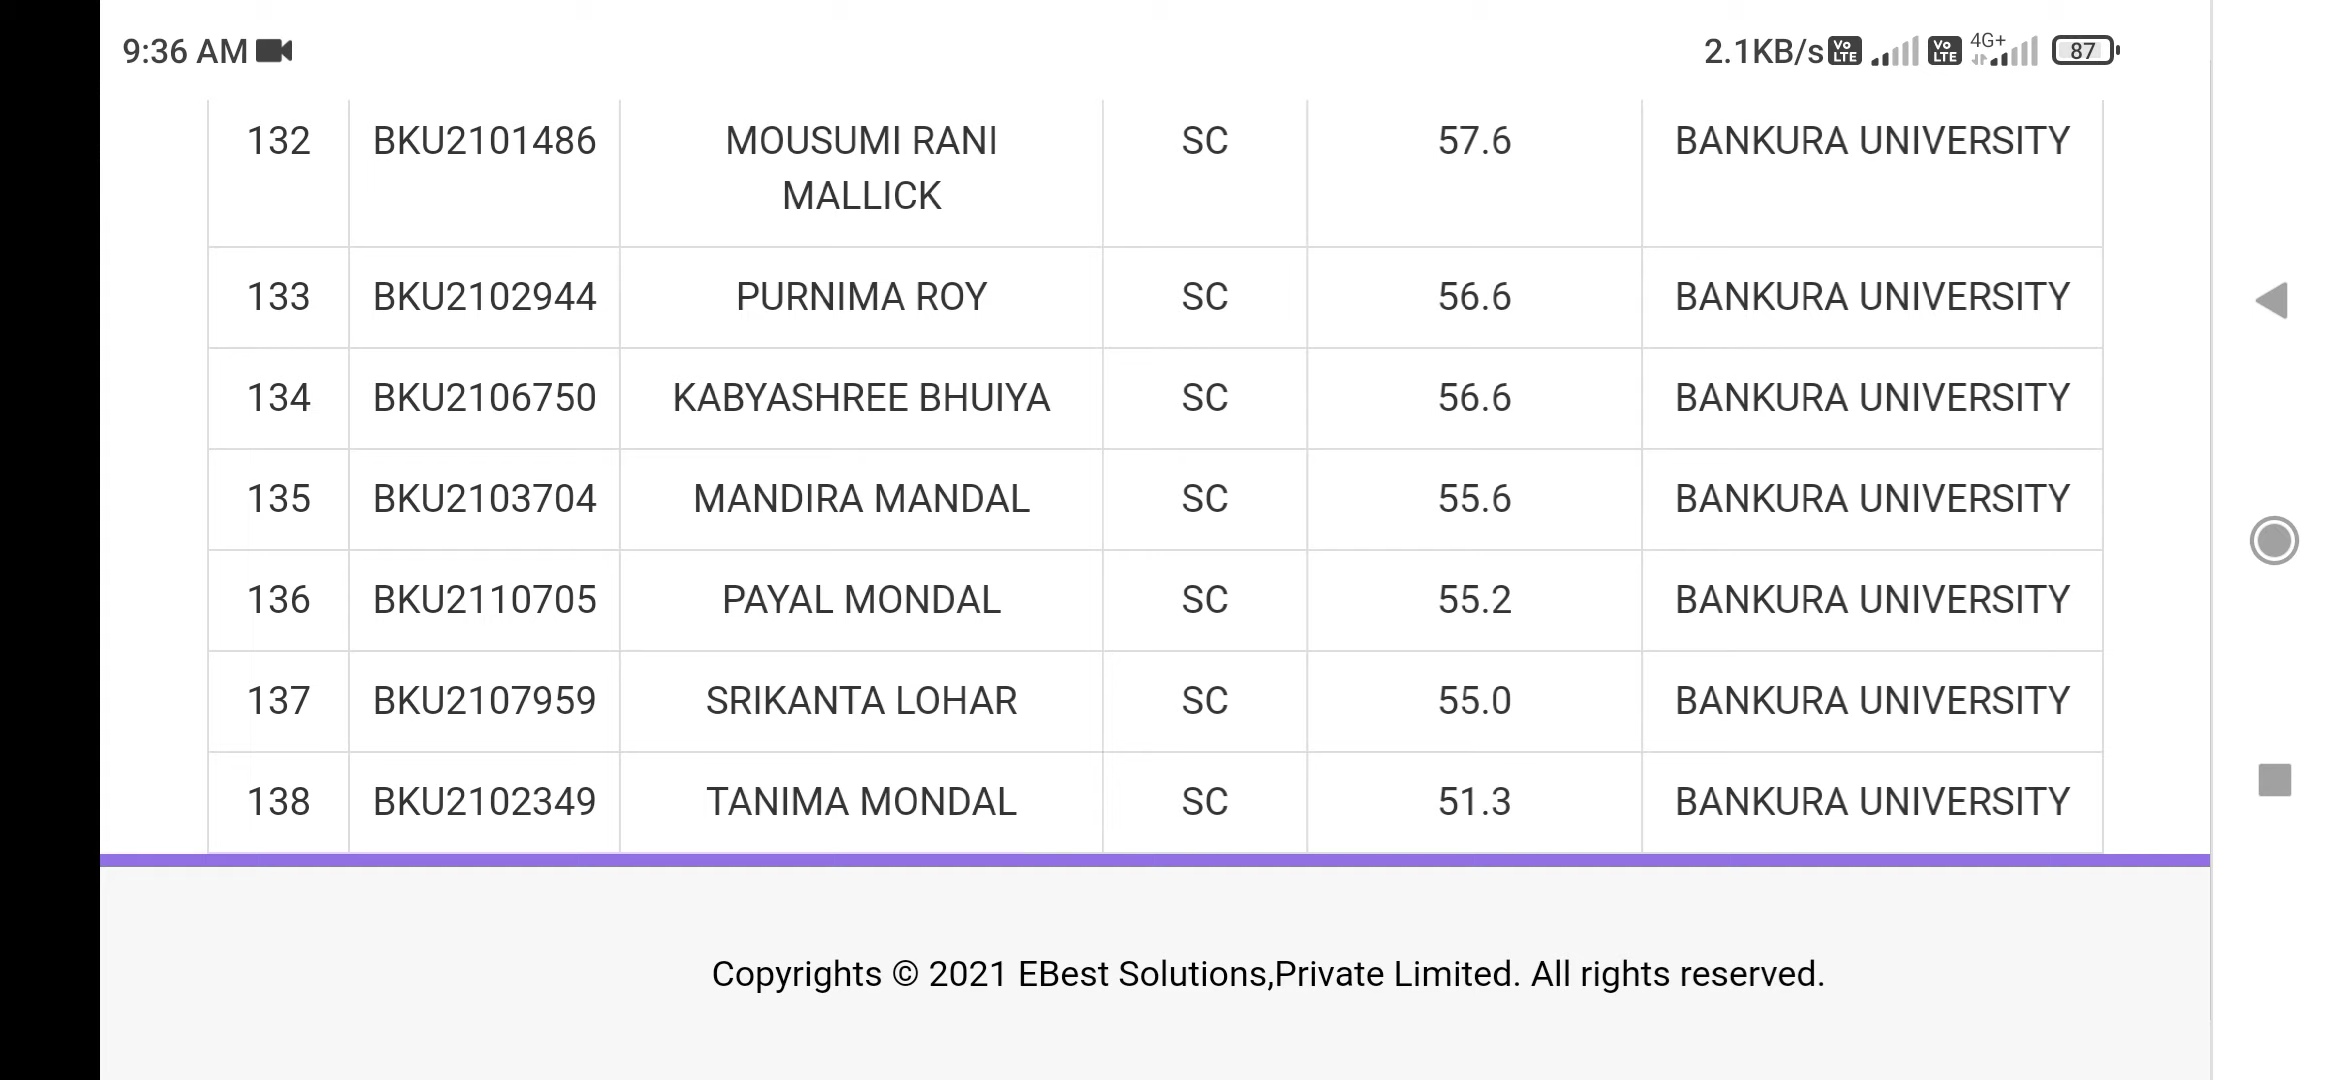 9:36 AM 2.1KB/s Vo LTE Vo LTE 4G+ 87
132 BKU2101486 MOUSUMI RANI SC 57.6 BANKURA UNIVERSITY
MALLICK
133 BKU2102944 PURNIMA ROY SC 56.6 BANKURA UNIVERSITY
134 BKU2106750 KABYASHREE BHUIYA SC 56.6 BANKURA UNIVERSITY
135 BKU2103704 MANDIRA MANDAL SC 55.6 BANKURA UNIVERSITY
136 BKU2110705 PAYAL MONDAL SC 55.2 BANKURA UNIVERSITY
137 BKU2107959 SRIKANTA LOHAR SC 55.0 BANKURA UNIVERSITY
138 BKU2102349 TANIMA MONDAL SC 51.3 BANKURA UNIVERSITY
Copyrights © 2021 EBest Solutions,Private Limited. All rights reserved.